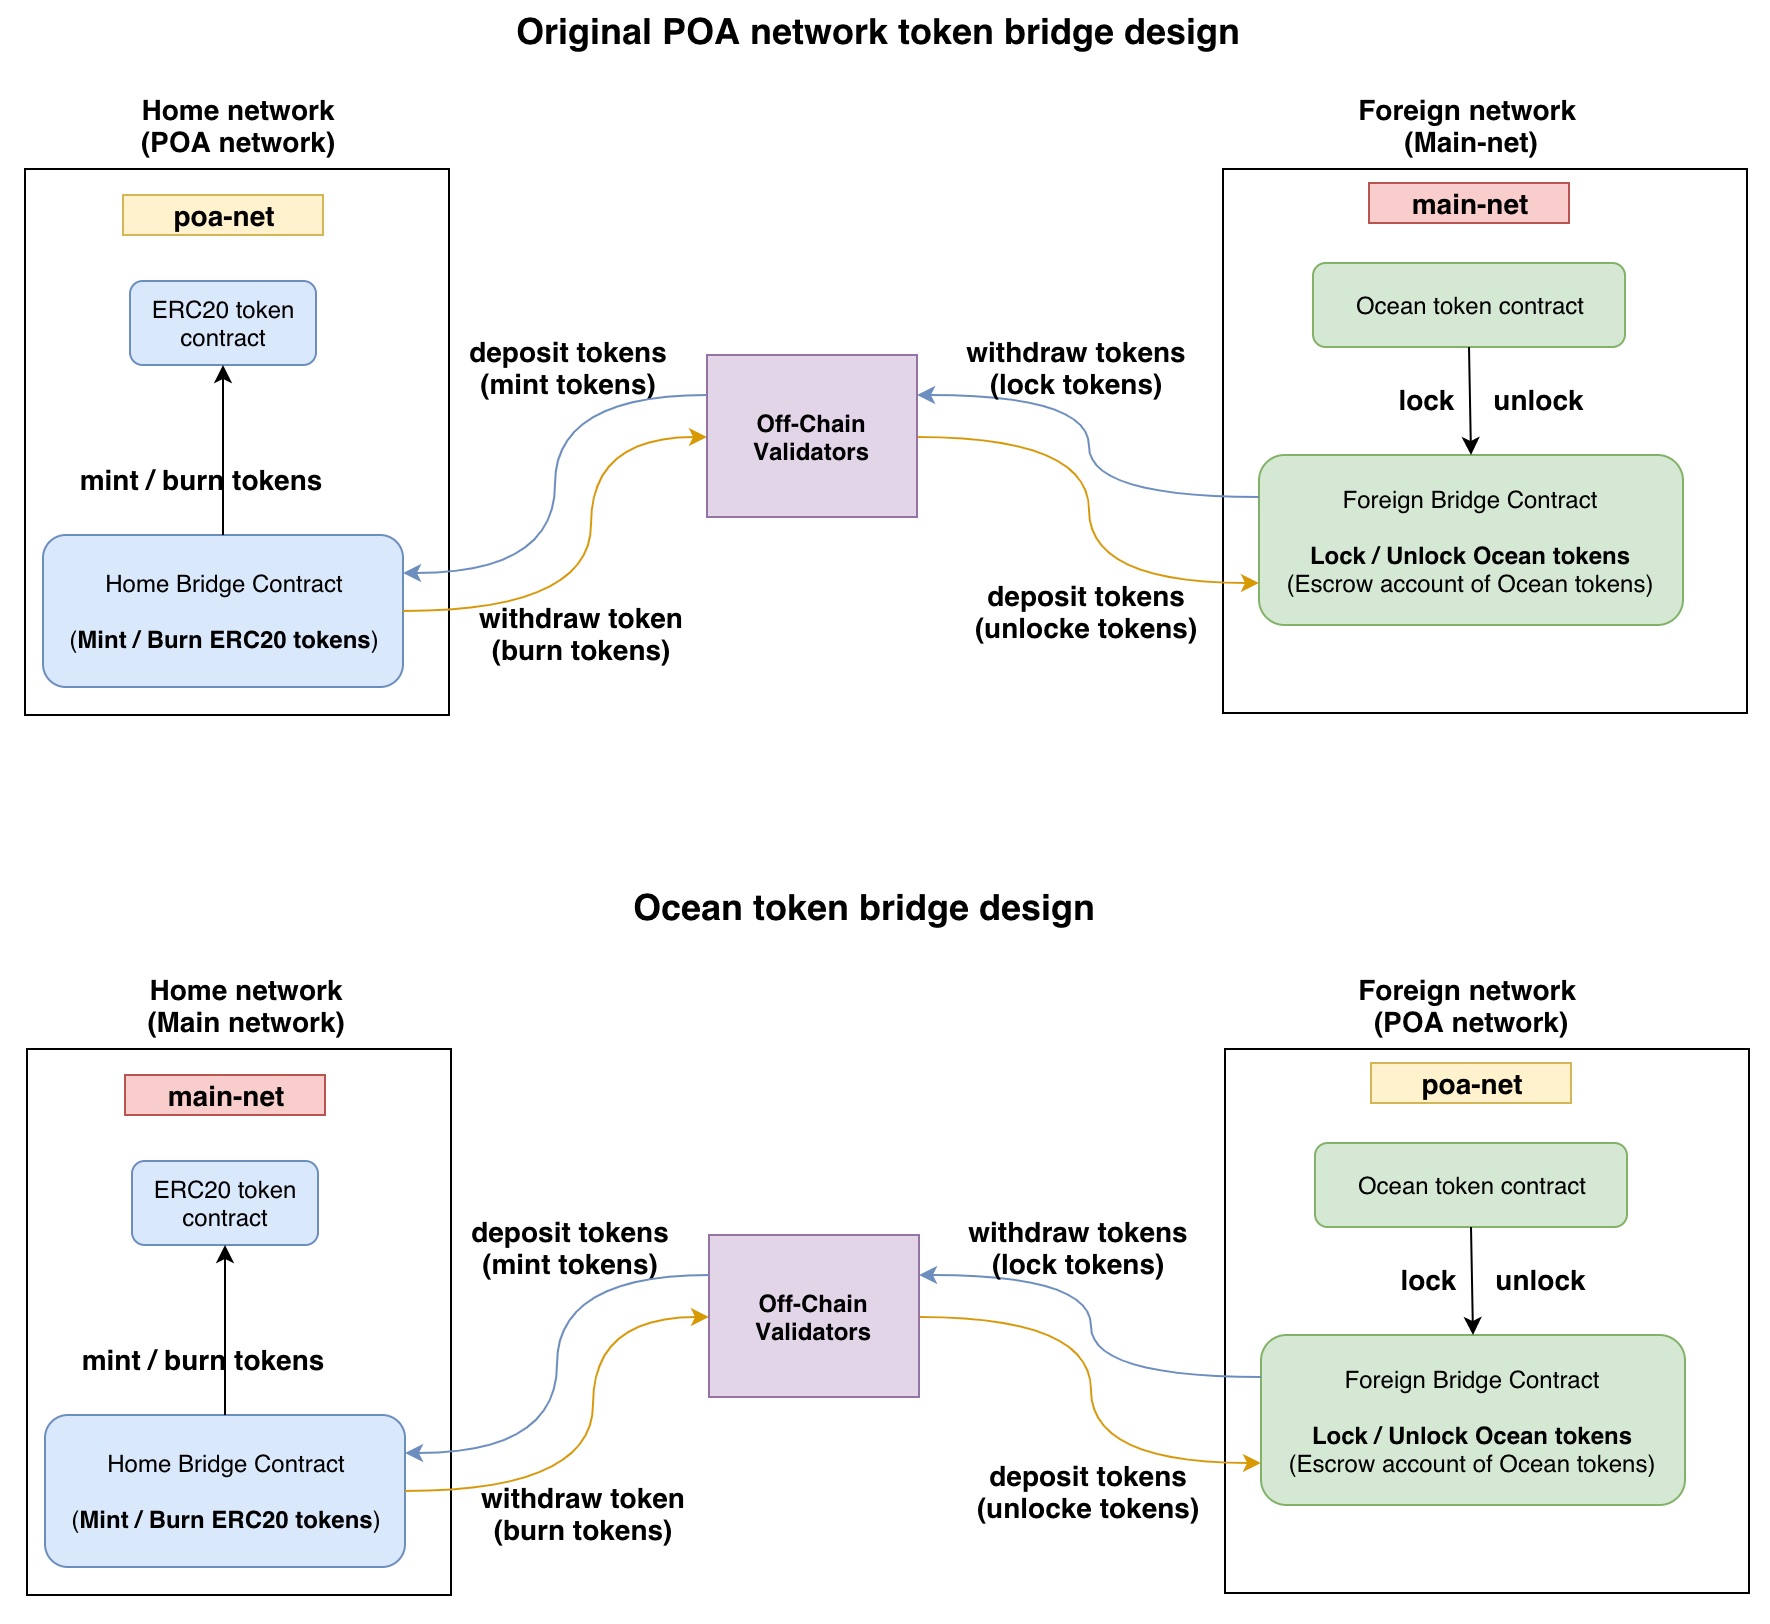 Original POA network token bridge design
Home network
(POA network)
poa-net
ERC20 token
contract
mint / burn tokens
Home Bridge Contract
(Mint / Burn ERC20 tokens)
deposit tokens
(mint tokens)
withdraw token
(burn tokens)
Off-Chain
Validators
withdraw tokens
(lock tokens)
deposit tokens
(unlocke tokens)
Foreign network
(Main-net)
main-net
Ocean token contract
lock unlock
Foreign Bridge Contract
Lock / Unlock Ocean tokens
(Escrow account of Ocean tokens)
Ocean token bridge design
Home network
(Main network)
main-net
ERC20 token
contract
mint / burn tokens
Home Bridge Contract
(Mint / Burn ERC20 tokens)
deposit tokens
(mint tokens)
withdraw token
(burn tokens)
Off-Chain
Validators
withdraw tokens
(lock tokens)
deposit tokens
(unlocke tokens)
Foreign network
(POA network)
poa-net
Ocean token contract
lock unlock
Foreign Bridge Contract
Lock / Unlock Ocean tokens
(Escrow account of Ocean tokens)